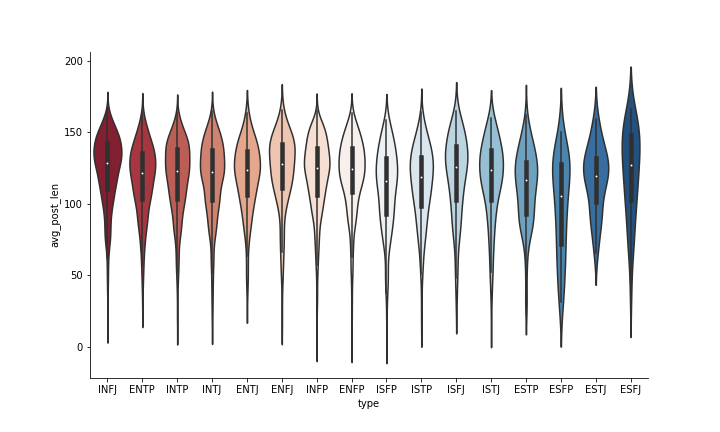 200
150
100
50
0
avg_post_len
INFJ ENTP INTP INTJ ENTJ ENFJ INFP ENFP ISFP ISTP ISFJ ISTJ ESTP ESFP ESTJ ESFJ
type